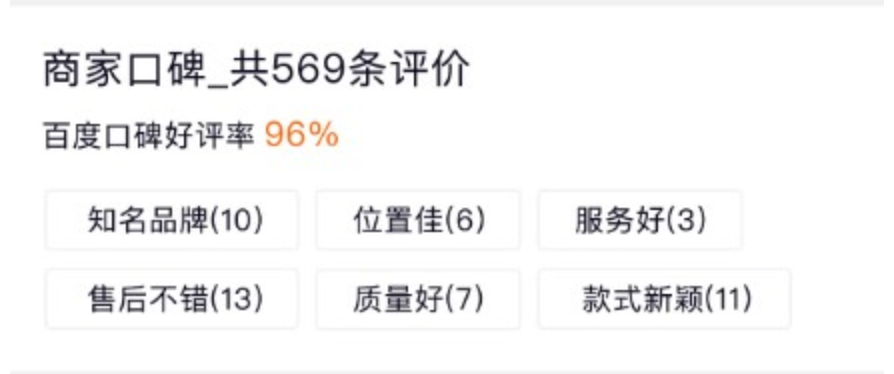 商家口碑_共569条评价
百度口碑好评率 96%
知名品牌(10) 位置佳(6) 服务好(3)
售后不错(13) 质量好(7) 款式新颖(11)